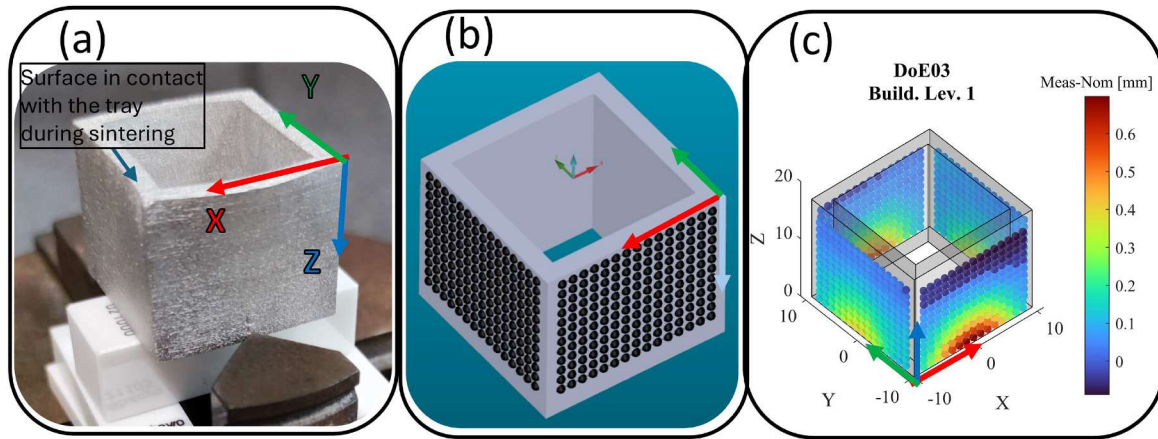 (a)
Surface in contact
with the tray
during sintering
Y
X
Z
(b)
(c)
DoE03
Build. Lev. 1
Meas-Nom [mm]
0.6
0.5
0.4
0.3
0.2
0.1
0
20
10
0
Z
10
0
-10
Y
-10
0
10
X